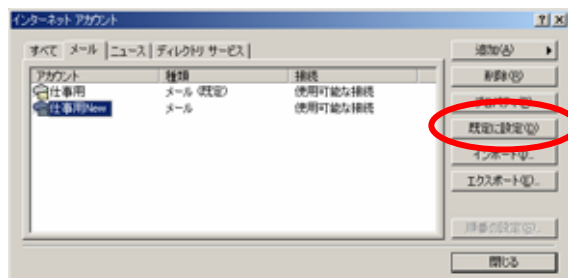 インターネット アカウント
すべて メール ニュース ディレクトリ サービス
追加(A)
アカウント 種類 接続
削除(R)
仕事用 メール (既定) 使用可能な接続
仕事用New メール 使用可能な接続
既定に設定(D)
インポート(I)...
エクスポート(E)...
順番の設定(S)...
閉じる